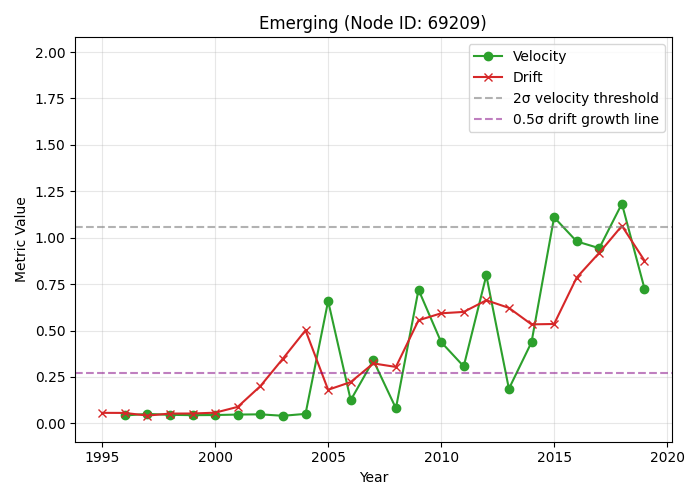 Emerging (Node ID: 69209)
Velocity
Drift
2σ velocity threshold
0.5σ drift growth line
Metric Value
2.00
1.75
1.50
1.25
1.00
0.75
0.50
0.25
0.00
1995 2000 2005 2010 2015 2020
Year